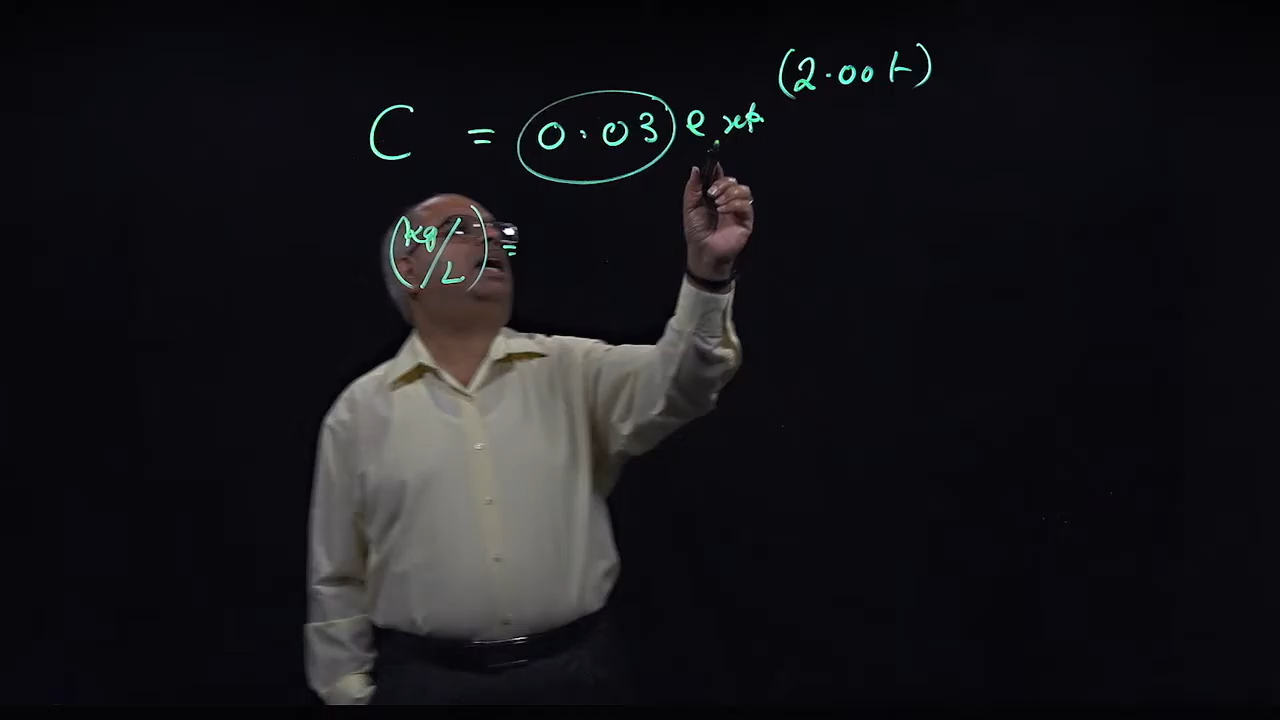 C = 0.03 exp (2.00t)
(kg/L) =